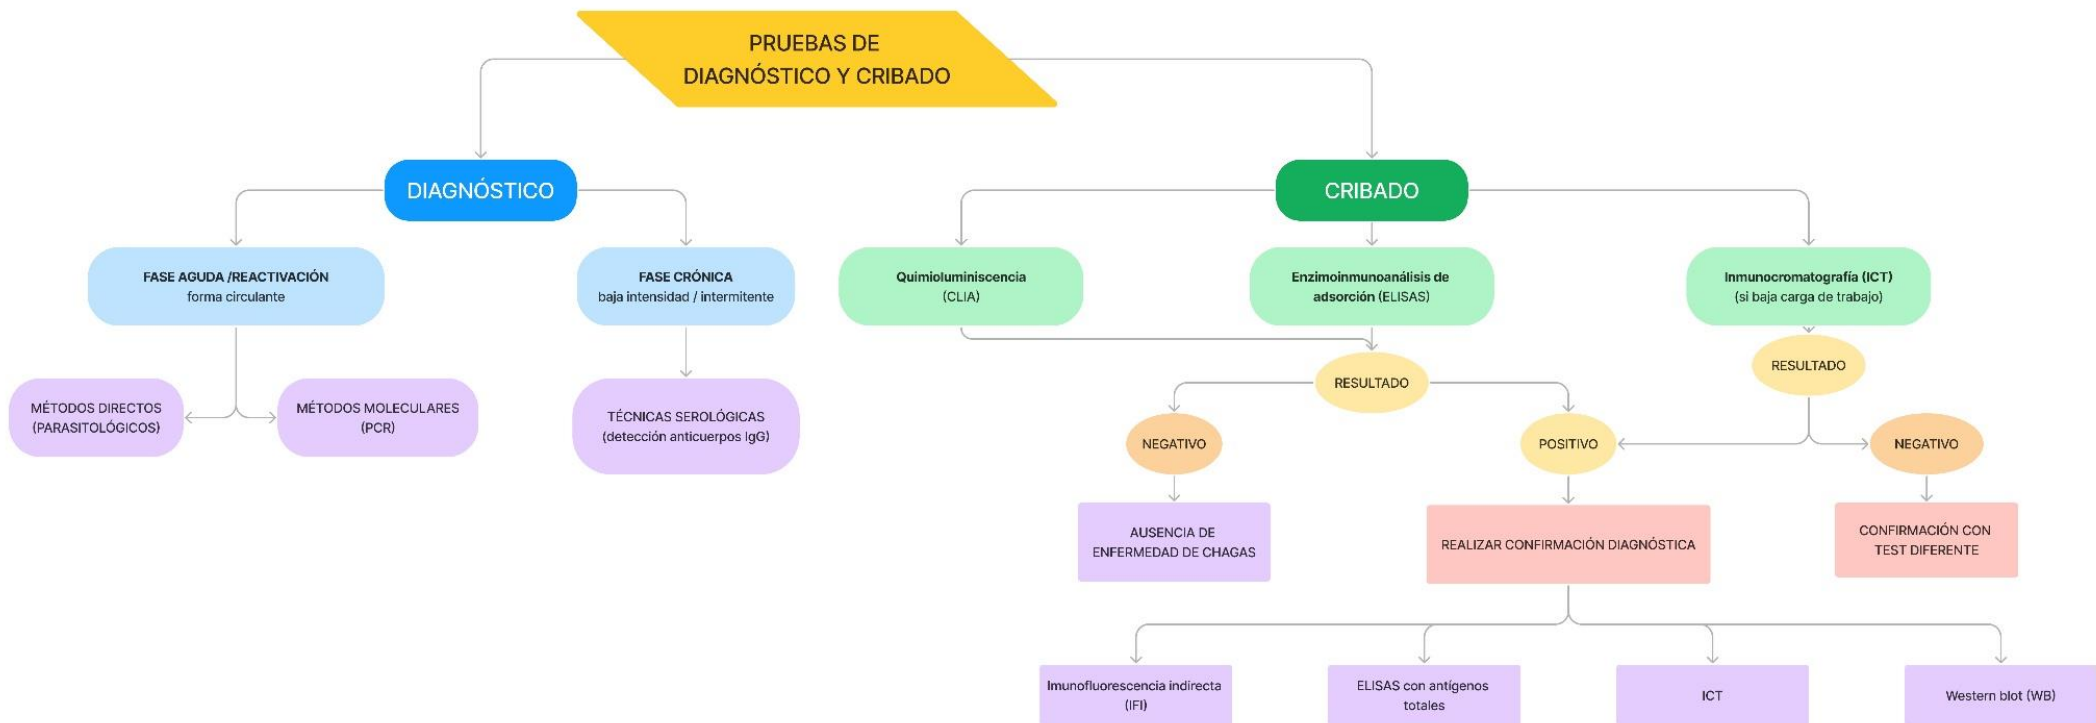 PRUEBAS DE
DIAGNÓSTICO Y CRIBADO
DIAGNÓSTICO
CRIBADO
FASE AGUDA /REACTIVACIÓN
forma circulante
FASE CRÓNICA
baja intensidad / intermitente
Quimioluminiscencia
(CLIA)
Enzimoinmunoanálisis de
adsorción (ELISAS)
Inmunocromatografía (ICT)
(si baja carga de trabajo)
MÉTODOS DIRECTOS
(PARASITOLÓGICOS)
MÉTODOS MOLECULARES
(PCR)
TÉCNICAS SEROLÓGICAS
(detección anticuerpos IgG)
RESULTADO
RESULTADO
NEGATIVO
POSITIVO
NEGATIVO
AUSENCIA DE
ENFERMEDAD DE CHAGAS
REALIZAR CONFIRMACIÓN DIAGNÓSTICA
CONFIRMACIÓN CON
TEST DIFERENTE
Imunofluorescencia indirecta
(IFI)
ELISAS con antígenos
totales
ICT
Western blot (WB)